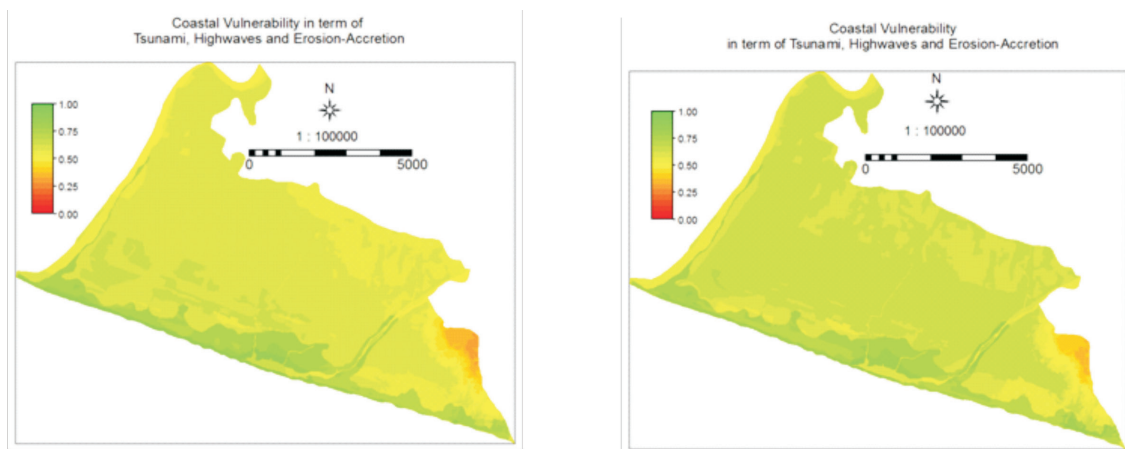 Coastal Vulnerability in term of
Tsunami, Highwaves and Erosion-Accretion
N
1 : 100000
0 5000
1.00
0.75
0.50
0.25
0.00
Coastal Vulnerability
in term of Tsunami, Highwaves and Erosion-Accretion
N
1 : 100000
0 5000
1.00
0.75
0.50
0.25
0.00